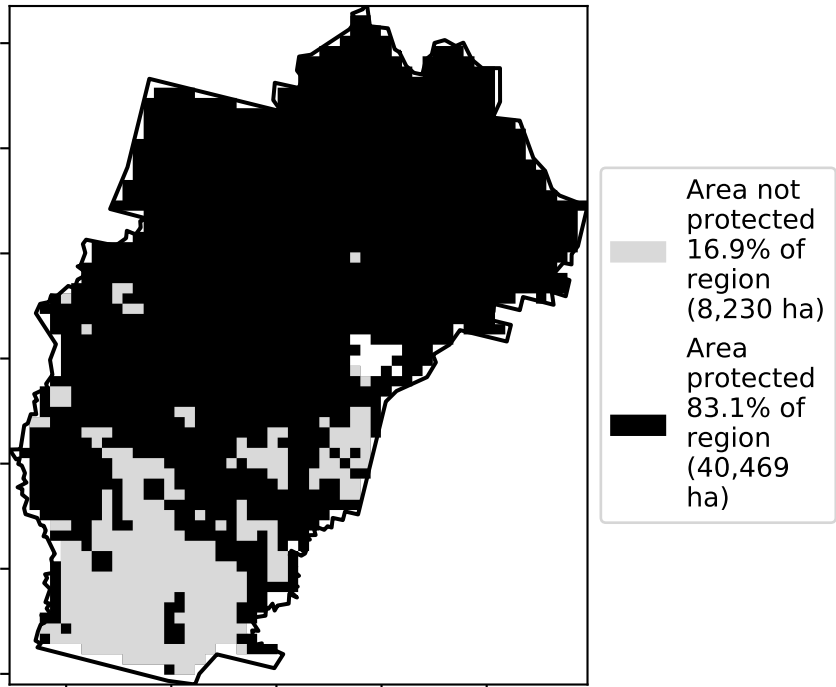 Area not
protected
16.9% of
region
(8,230 ha)
Area
protected
83.1% of
region
(40,469
ha)